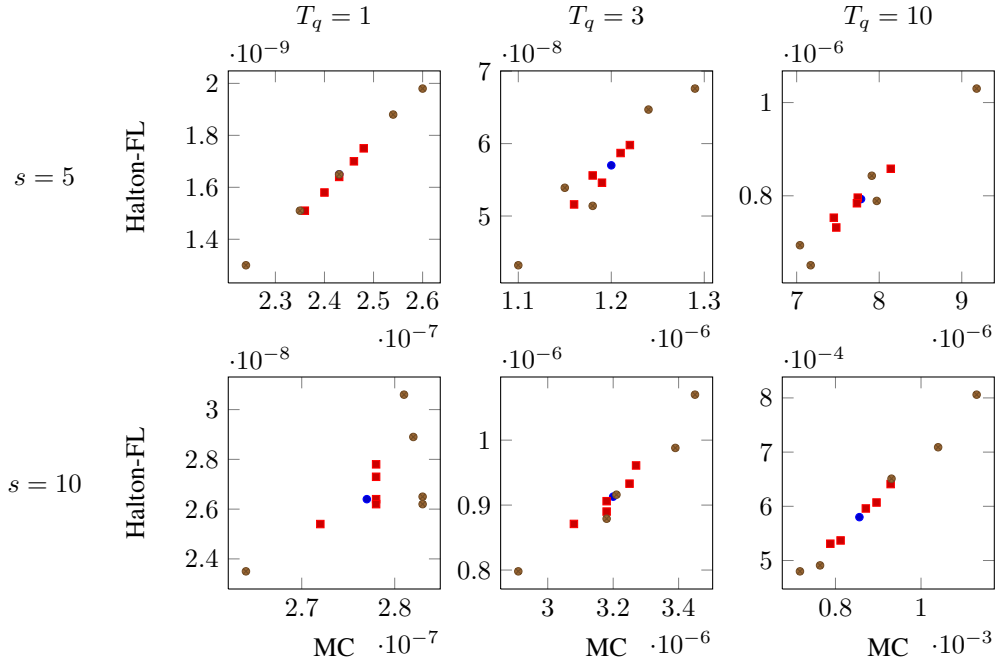 T_q = 1
T_q = 3
T_q = 10
s = 5
Halton-FL
·10⁻⁹
2
1.8
1.6
1.4
2.3 2.4 2.5 2.6
·10⁻⁷
·10⁻⁸
7
6
5
1.1 1.2 1.3
·10⁻⁶
·10⁻⁶
1
0.8
7 8 9
·10⁻⁶
s = 10
Halton-FL
·10⁻⁸
3
2.8
2.6
2.4
2.7 2.8
MC ·10⁻⁷
·10⁻⁶
1
0.9
0.8
3 3.2 3.4
MC ·10⁻⁶
·10⁻⁴
8
7
6
5
0.8 1
MC ·10⁻³